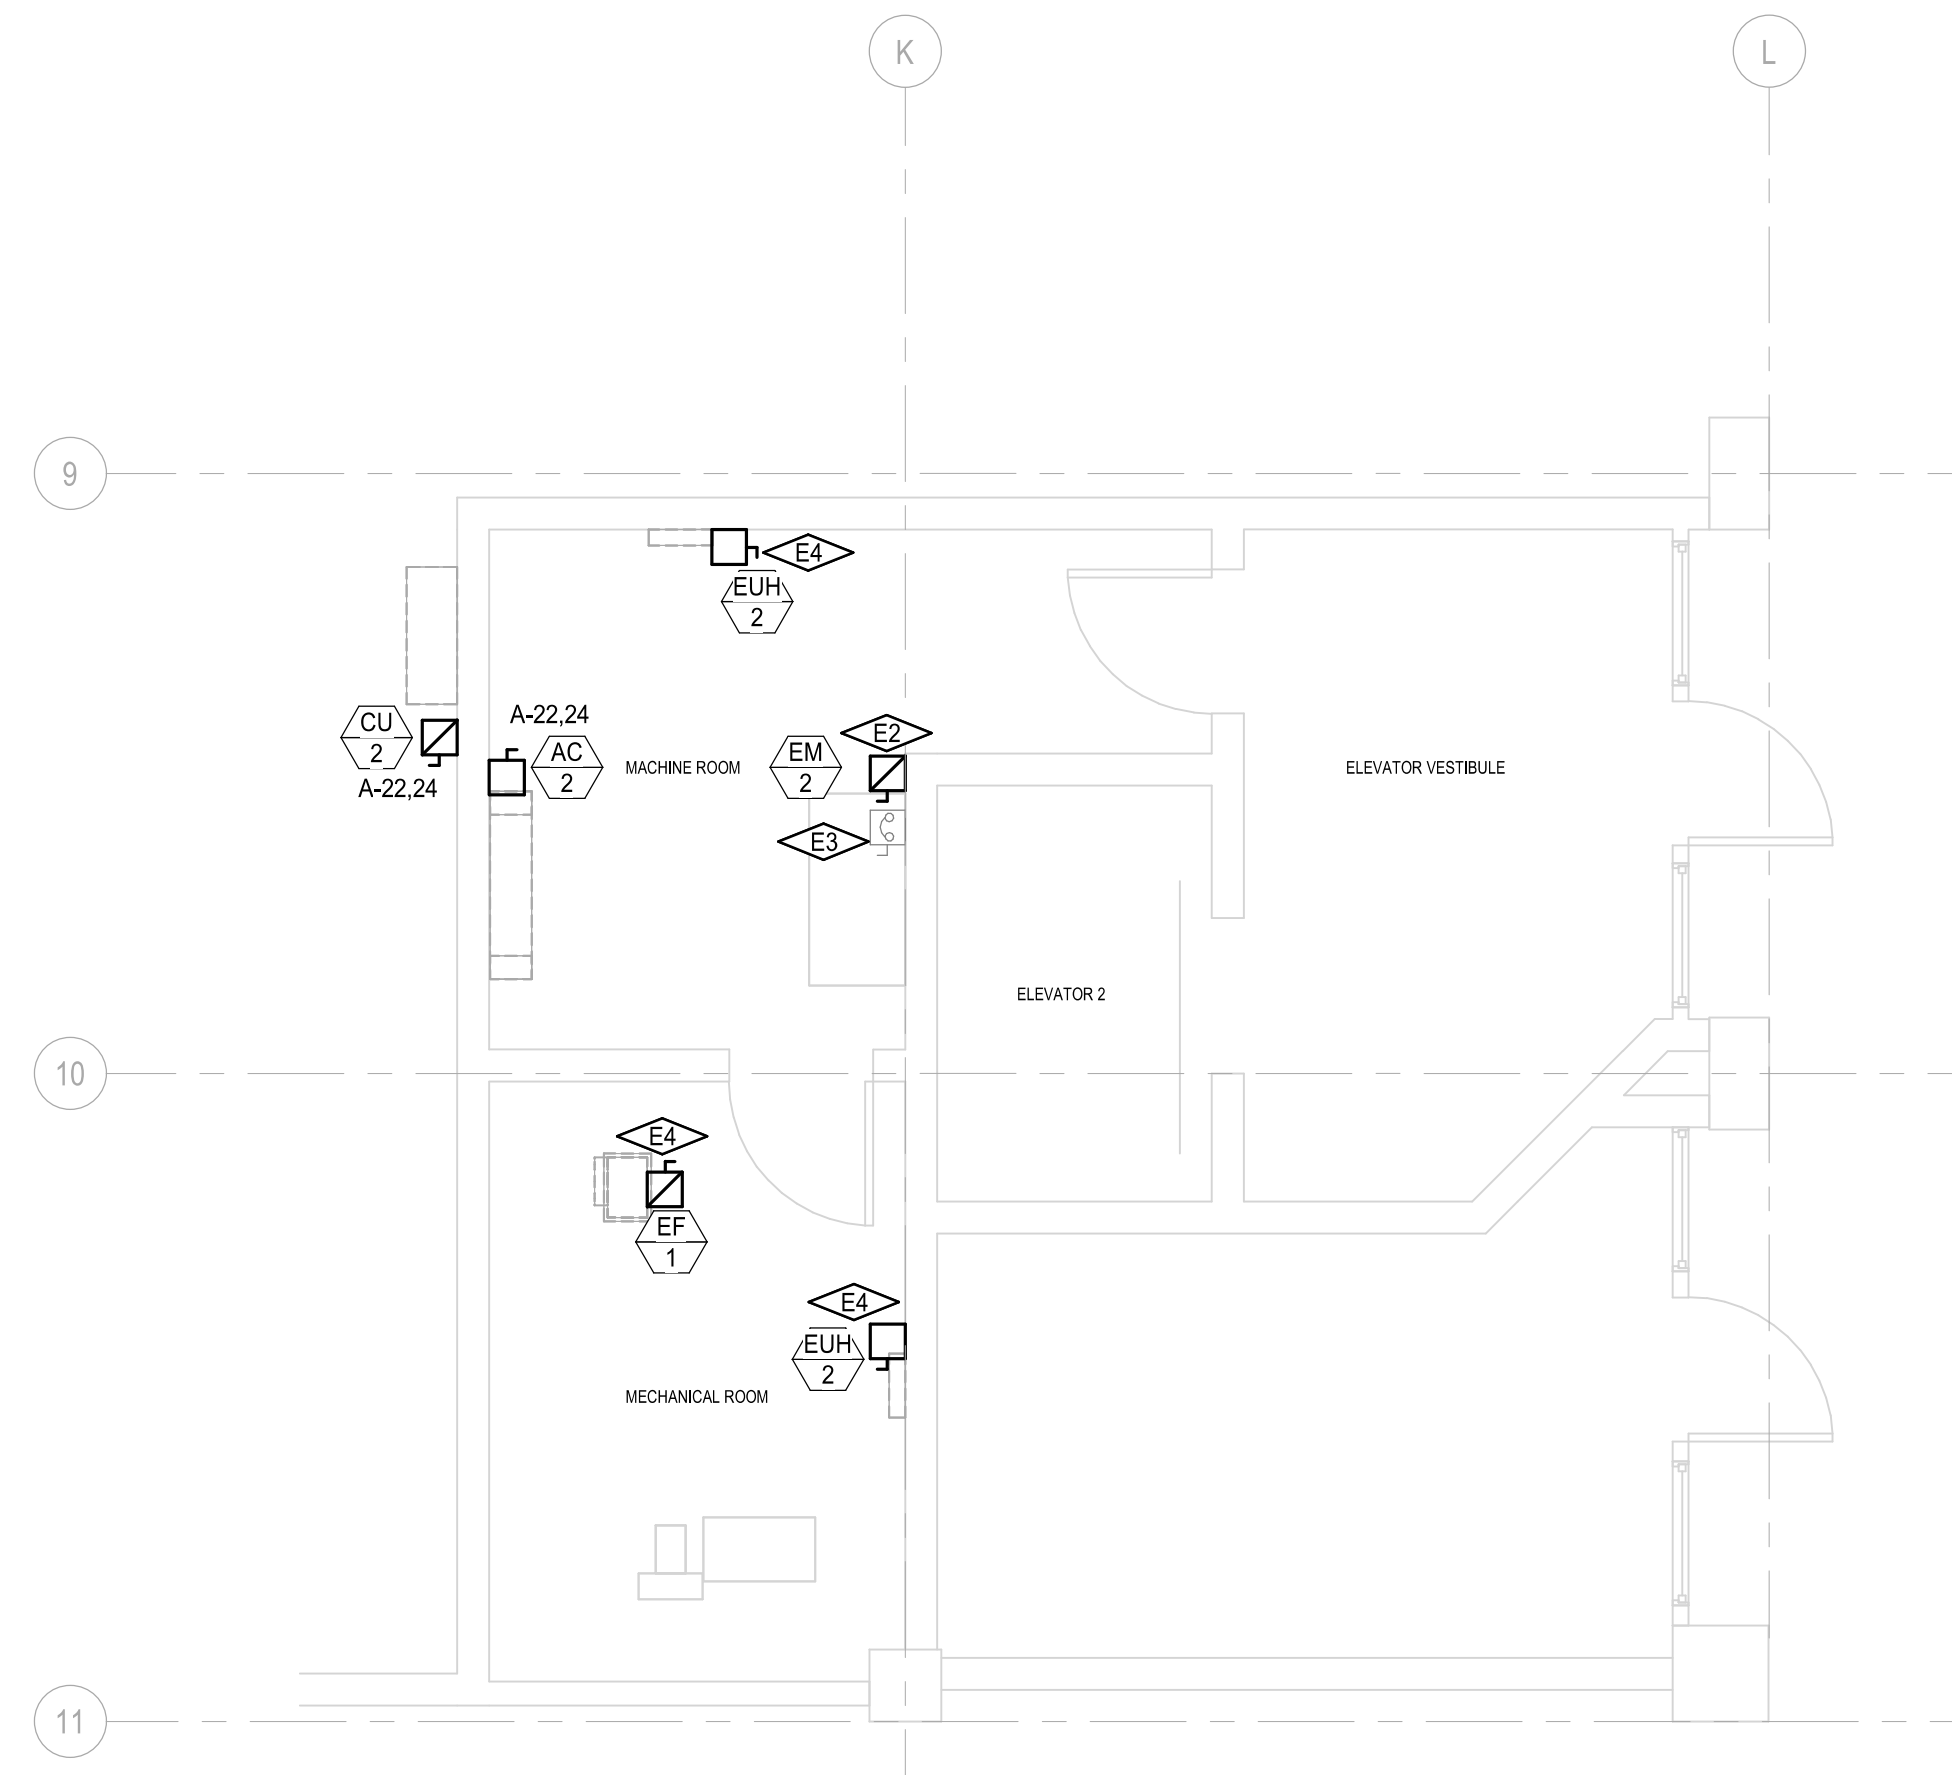 K
L
9
E4
EUH
2
A-22,24
CU
2
A-22,24
AC
2
MACHINE ROOM
EM
2
E2
ELEVATOR VESTIBULE
E3
ELEVATOR 2
10
E4
EF
1
E4
EUH
2
MECHANICAL ROOM
11